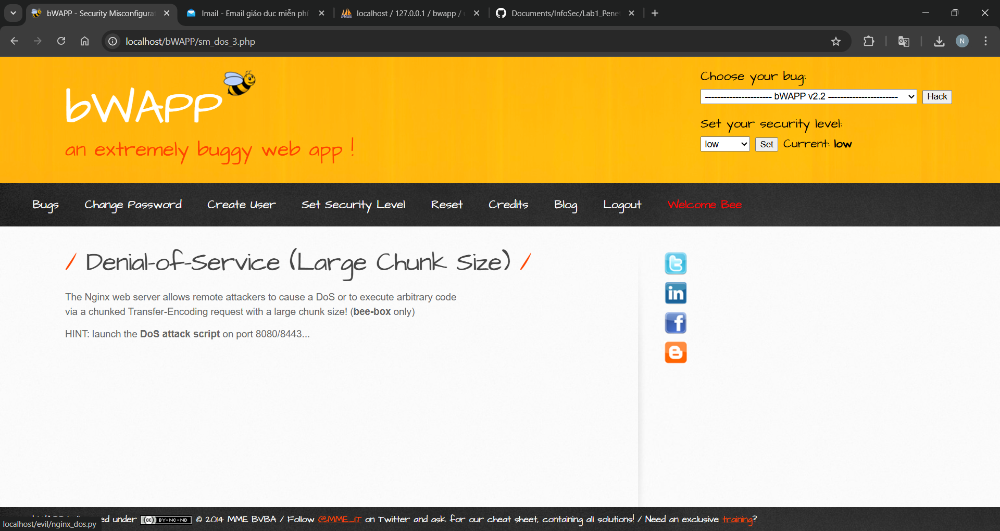 bWAPP - Security Misconfigura
Imail - Email giáo dục miễn phí
localhost / 127.0.0.1 / bwapp /
Documents/InfoSec/Lab1_Pene
localhost/bWAPP/sm_dos_3.php
N
bWAPP
an extremely buggy web app !
Choose your bug:
---------------------- bWAPP v2.2 -----------------------
Hack
Set your security level:
low
Set
Current: low
Bugs
Change Password
Create User
Set Security Level
Reset
Credits
Blog
Logout
Welcome Bee
/ Denial-of-Service (Large Chunk Size) /
The Nginx web server allows remote attackers to cause a DoS or to execute arbitrary code
via a chunked Transfer-Encoding request with a large chunk size! (bee-box only)
HINT: launch the DoS attack script on port 8080/8443...
ed under (cc) BY-NC-ND © 2014 MME BVBA / Follow @MME_IT on Twitter and ask for our cheat sheet, containing all solutions! / Need an exclusive training?
localhost/evil/nginx_dos.py